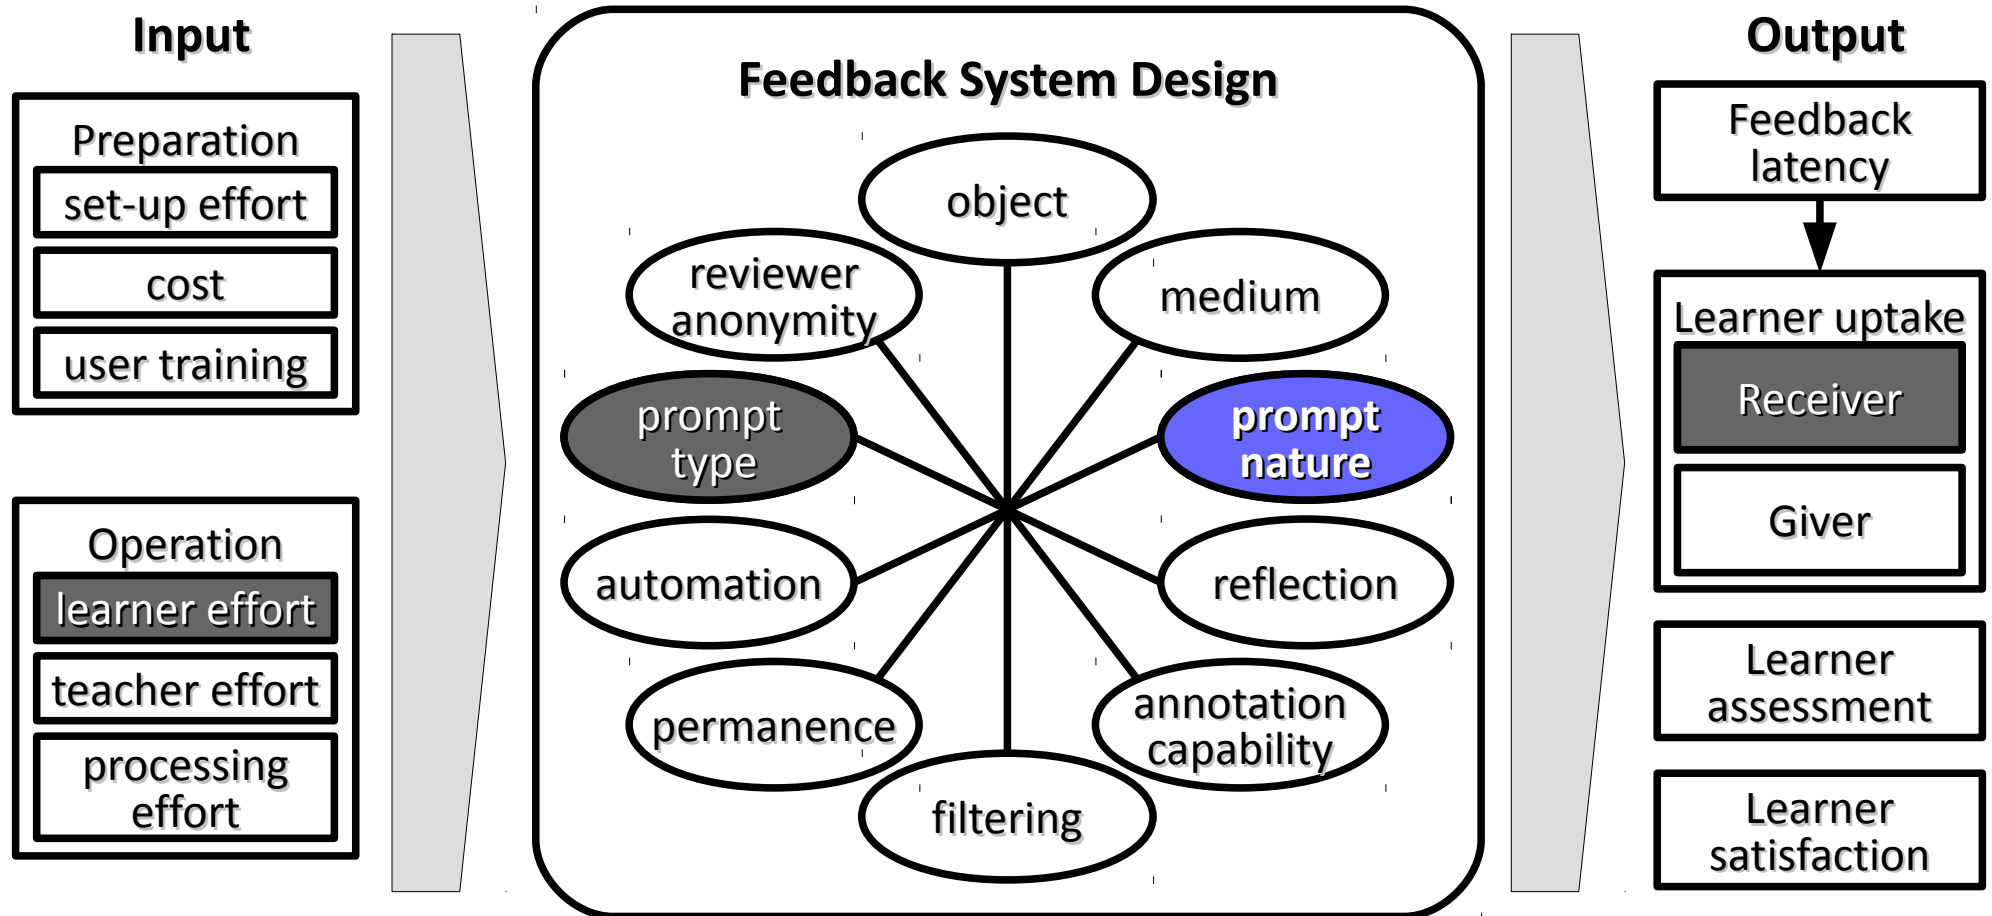 Input
Preparation
set-up effort
cost
user training
Operation
learner effort
teacher effort
processing
effort
Feedback System Design
object
reviewer
anonymity
medium
prompt
type
prompt
nature
automation
reflection
permanence
annotation
capability
filtering
Output
Feedback
latency
Learner uptake
Receiver
Giver
Learner
assessment
Learner
satisfaction